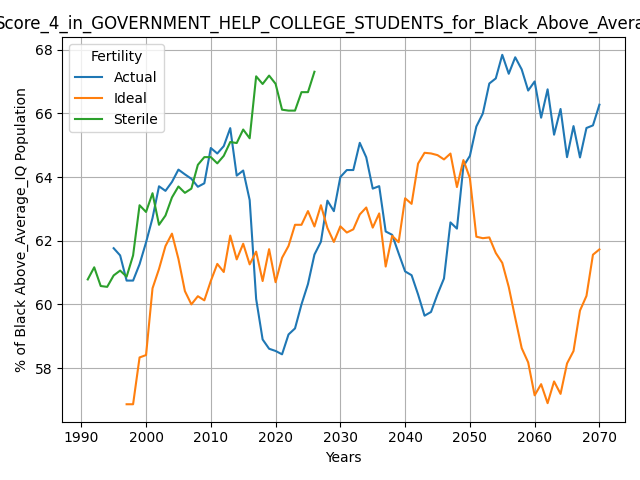 Score_4_in_GOVERNMENT_HELP_COLLEGE_STUDENTS_for_Black_Above_Avera
Fertility
Actual
Ideal
Sterile
% of Black Above_Average_IQ Population
68
66
64
62
60
58
1990 2000 2010 2020 2030 2040 2050 2060 2070
Years